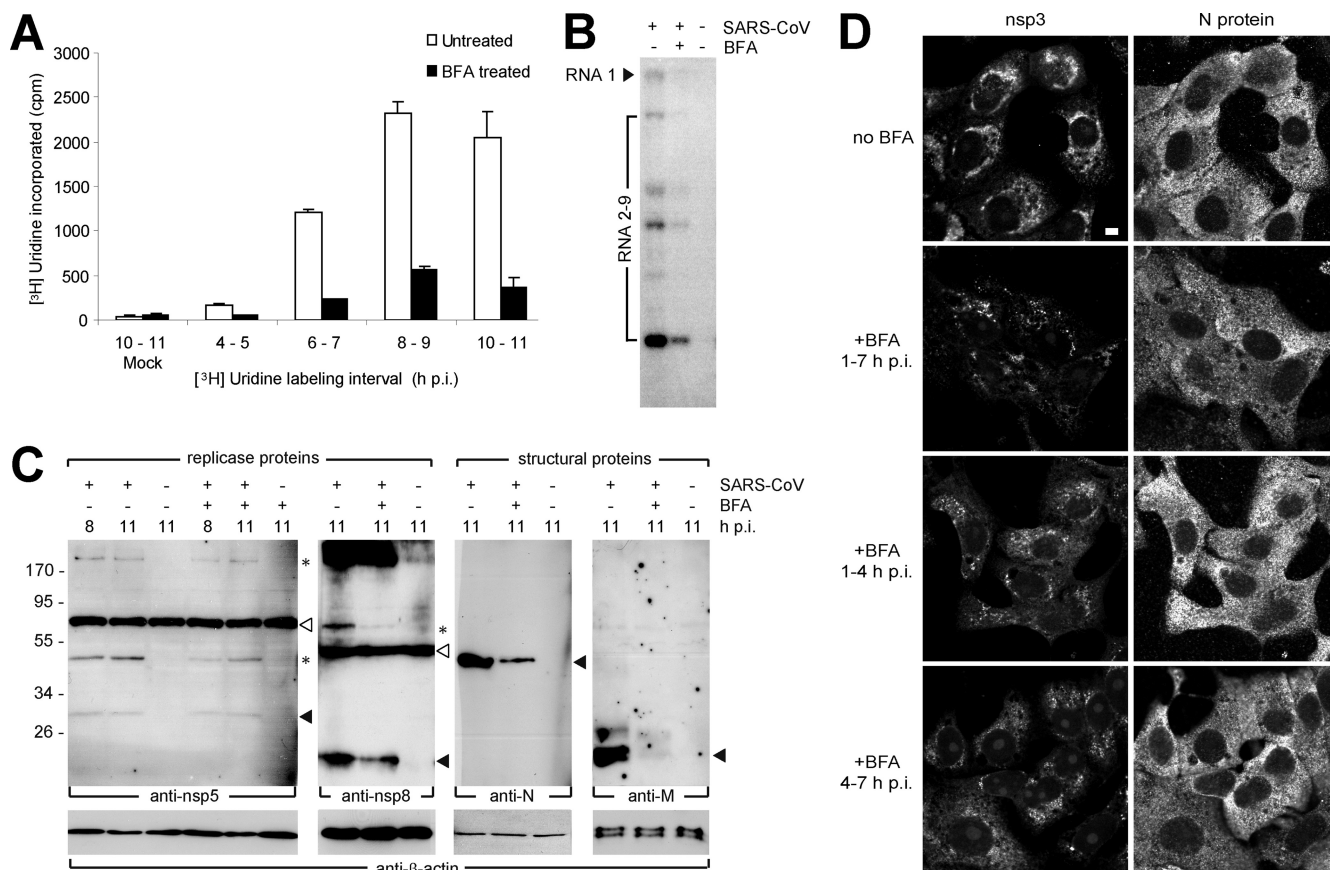 A
3000
2500
2000
1500
1000
500
0
[³H] Uridine incorporated (cpm)
Untreated
BFA treated
10 - 11 4 - 5 6 - 7 8 - 9 10 - 11
Mock
[³H] Uridine labeling interval (h p.i.)
B
+ + - SARS-CoV
- + - BFA
RNA 1
RNA 2-9
C
replicase proteins structural proteins
+ + - + + - + + - + + - + + - SARS-CoV
- - - + + + - + - - + - - + - BFA
8 11 11 8 11 11 11 11 11 11 11 11 11 11 11 h p.i.
170 -
95 -
55 -
34 -
26 -
*
*
*
anti-nsp5 anti-nsp8 anti-N anti-M
anti-β-actin
D
nsp3 N protein
no BFA
+BFA
1-7 h p.i.
+BFA
1-4 h p.i.
+BFA
4-7 h p.i.